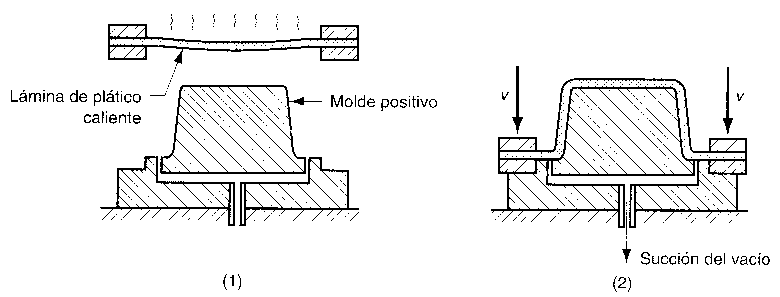 Lámina de plático
caliente
Molde positivo
(1)
v
v
Succión del vacío
(2)